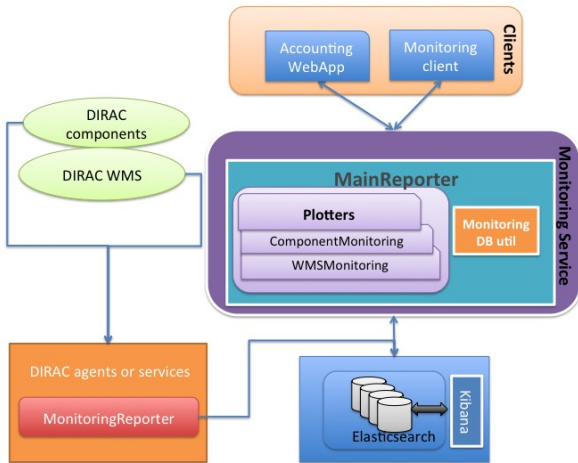 Accounting
WebApp
Monitoring
client
Clients
DIRAC
components
DIRAC WMS
Monitoring Service
MainReporter
Plotters
ComponentMonitoring
WMSMonitoring
Monitoring
DB util
DIRAC agents or services
MonitoringReporter
Elasticsearch
Kibana